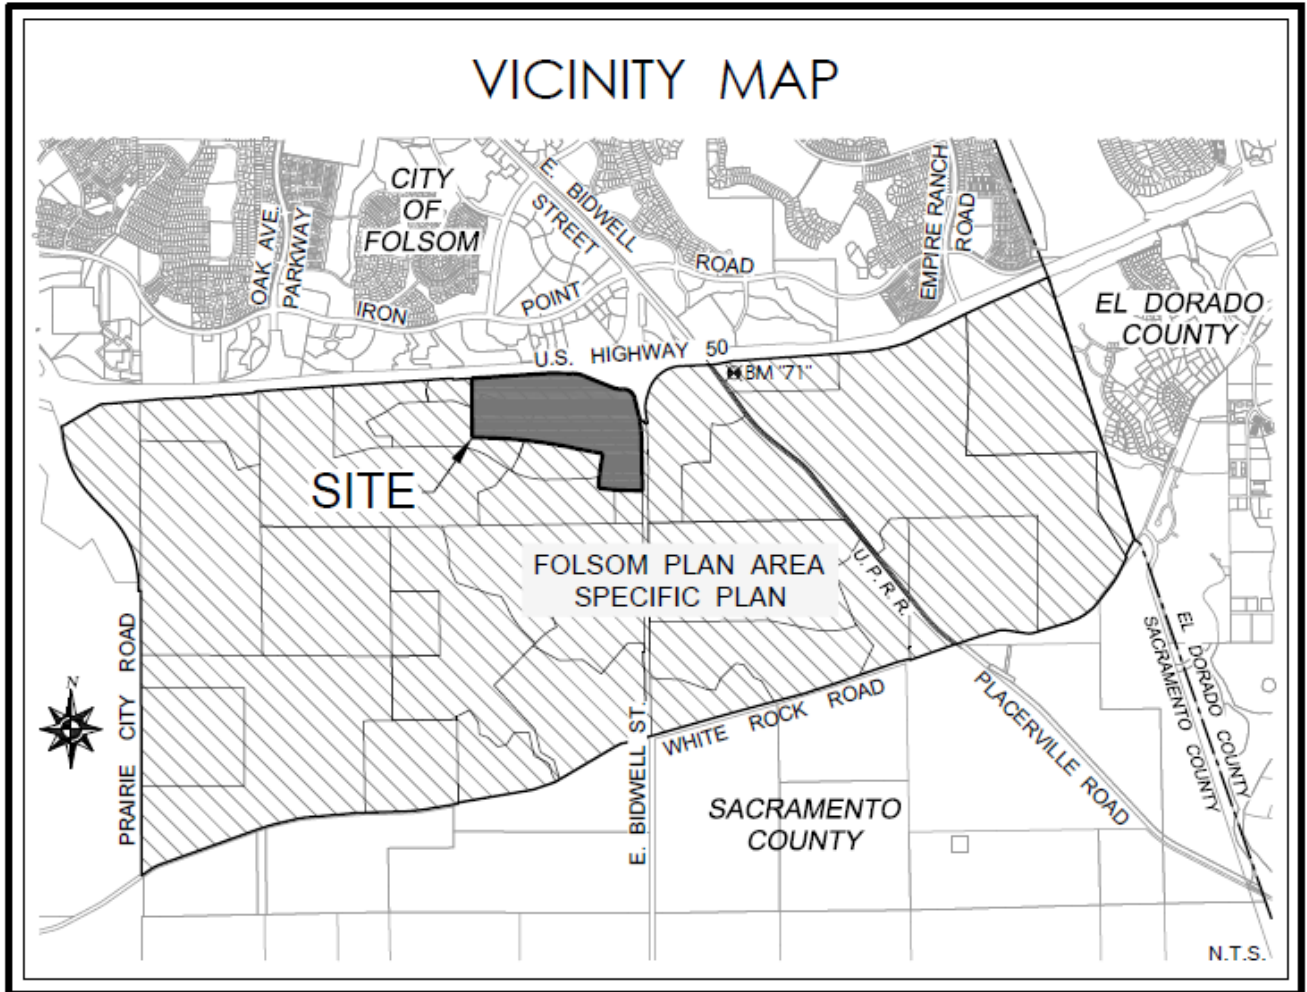 VICINITY MAP
CITY
OF
FOLSOM
OAK AVE.
PARKWAY
E. BIDWELL
STREET
EMPIRE RANCH
ROAD
IRON
POINT
ROAD
EL DORADO
COUNTY
U.S. HIGHWAY 50
BM "71"
SITE
FOLSOM PLAN AREA
SPECIFIC PLAN
U.P.R.R.
PRAIRIE CITY ROAD
N
E. BIDWELL ST.
WHITE ROCK ROAD
PLACERVILLE ROAD
EL DORADO COUNTY
SACRAMENTO COUNTY
SACRAMENTO
COUNTY
N.T.S.